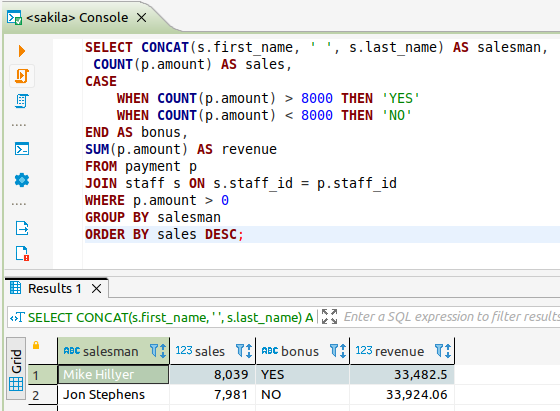 <sakila> Console
SELECT CONCAT(s.first_name, ' ', s.last_name) AS salesman,
COUNT(p.amount) AS sales,
CASE
WHEN COUNT(p.amount) > 8000 THEN 'YES'
WHEN COUNT(p.amount) < 8000 THEN 'NO'
END AS bonus,
SUM(p.amount) AS revenue
FROM payment p
JOIN staff s ON s.staff_id = p.staff_id
WHERE p.amount > 0
GROUP BY salesman
ORDER BY sales DESC;
Results 1
SELECT CONCAT(s.first_name, ' ', s.last_name) A Enter a SQL expression to filter results
Grid
ABC salesman 123 sales ABC bonus 123 revenue
1 Mike Hillyer 8,039 YES 33,482.5
2 Jon Stephens 7,981 NO 33,924.06